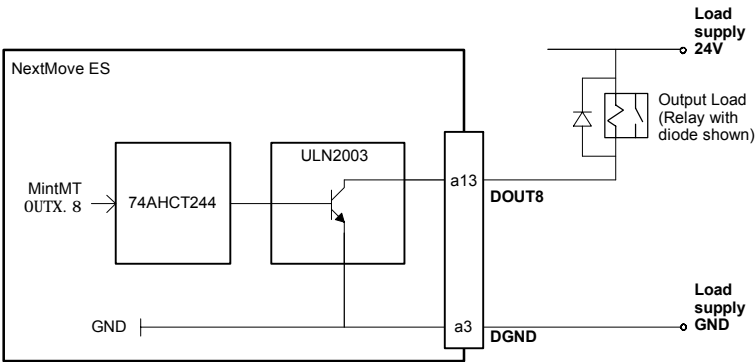 Load
supply
24V
NextMove ES
Output Load
(Relay with
diode shown)
ULN2003
MintMT
OUTX. 8
74AHCT244
a13
DOUT8
Load
supply
GND
GND
a3
DGND